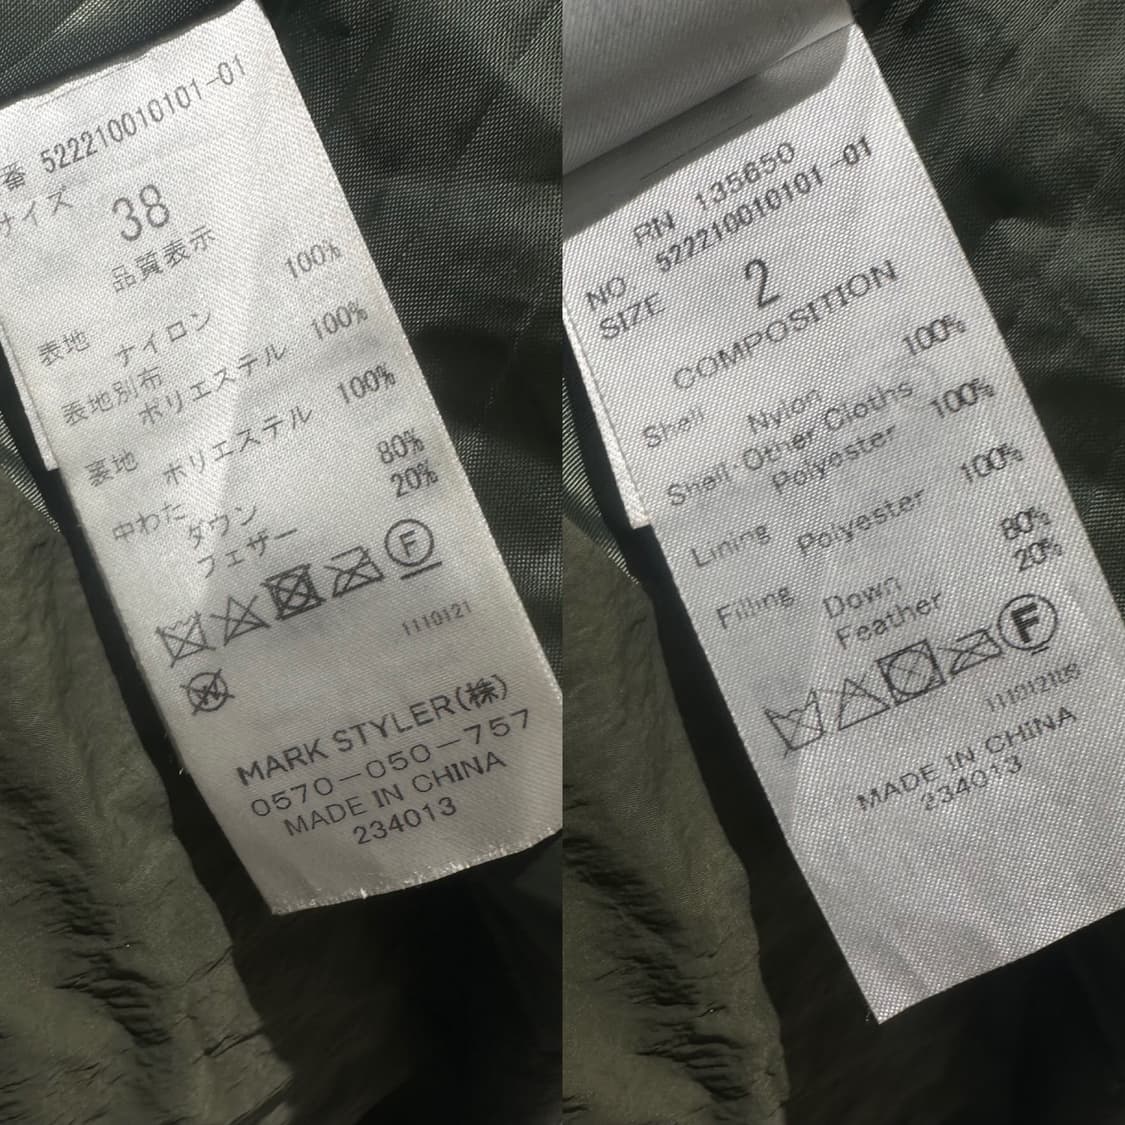 番 522210010101-01
サイズ
38
品質表示
表地
ナイロン 100%
表地別布
ポリエステル 100%
裏地
ポリエステル 100%
中わた
ダウン 80%
フェザー 20%
F
1110121
W
MARK STYLER(株)
0570-050-757
MADE IN CHINA
234013
RN 135650
NO. 522210010101-01
SIZE 2
COMPOSITION
Shell
Nylon 100%
Shell·Other Cloths
Polyester 100%
Lining
Polyester 100%
Filling
Down 80%
Feather 20%
F
MADE IN CHINA
234013